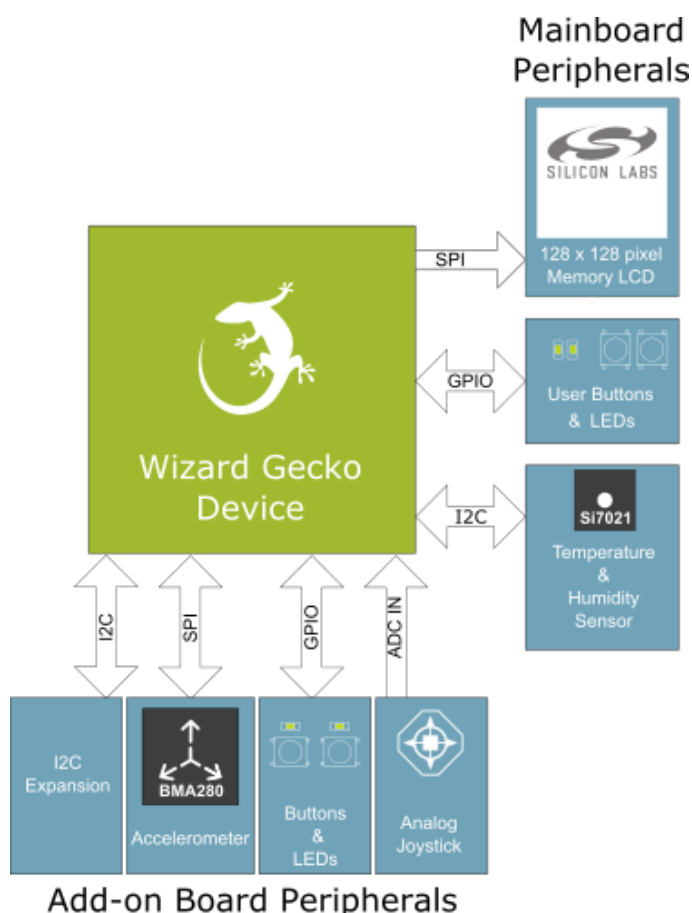 Mainboard
Peripherals
SILICON LABS
128 x 128 pixel
Memory LCD
SPI
GPIO
User Buttons
& LEDs
Wizard Gecko
Device
I2C
Si7021
Temperature
&
Humidity
Sensor
I2C
SPI
GPIO
ADC IN
I2C
Expansion
BMA280
Accelerometer
Buttons
&
LEDs
Analog
Joystick
Add-on Board Peripherals